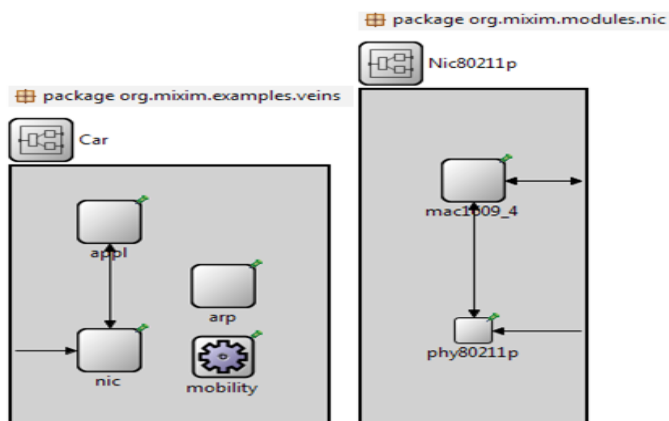 package org.mixim.examples.veins
Car
appl
arp
nic
mobility
package org.mixim.modules.nic
Nic80211p
mac1609_4
phy80211p